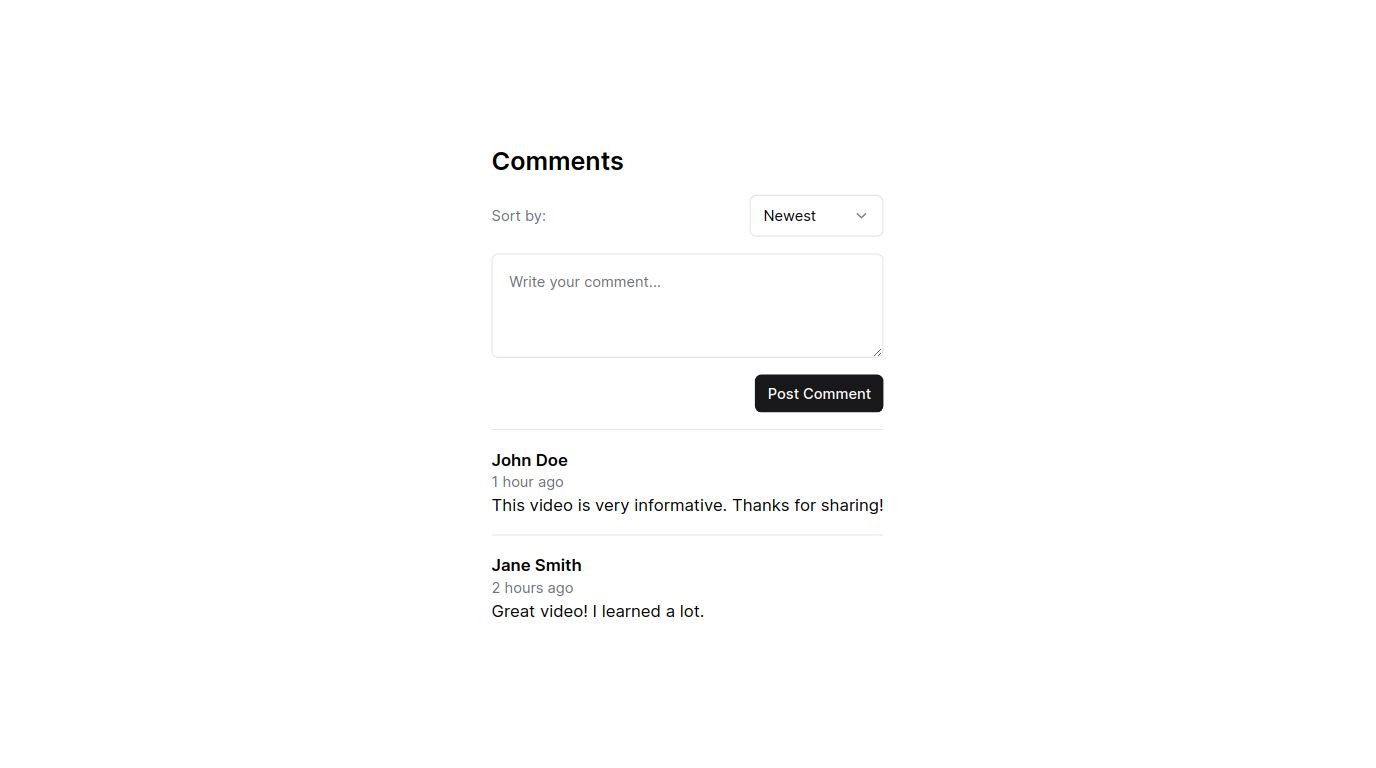 Comments
Sort by:
Newest
Write your comment...
Post Comment
John Doe
1 hour ago
This video is very informative. Thanks for sharing!
Jane Smith
2 hours ago
Great video! I learned a lot.